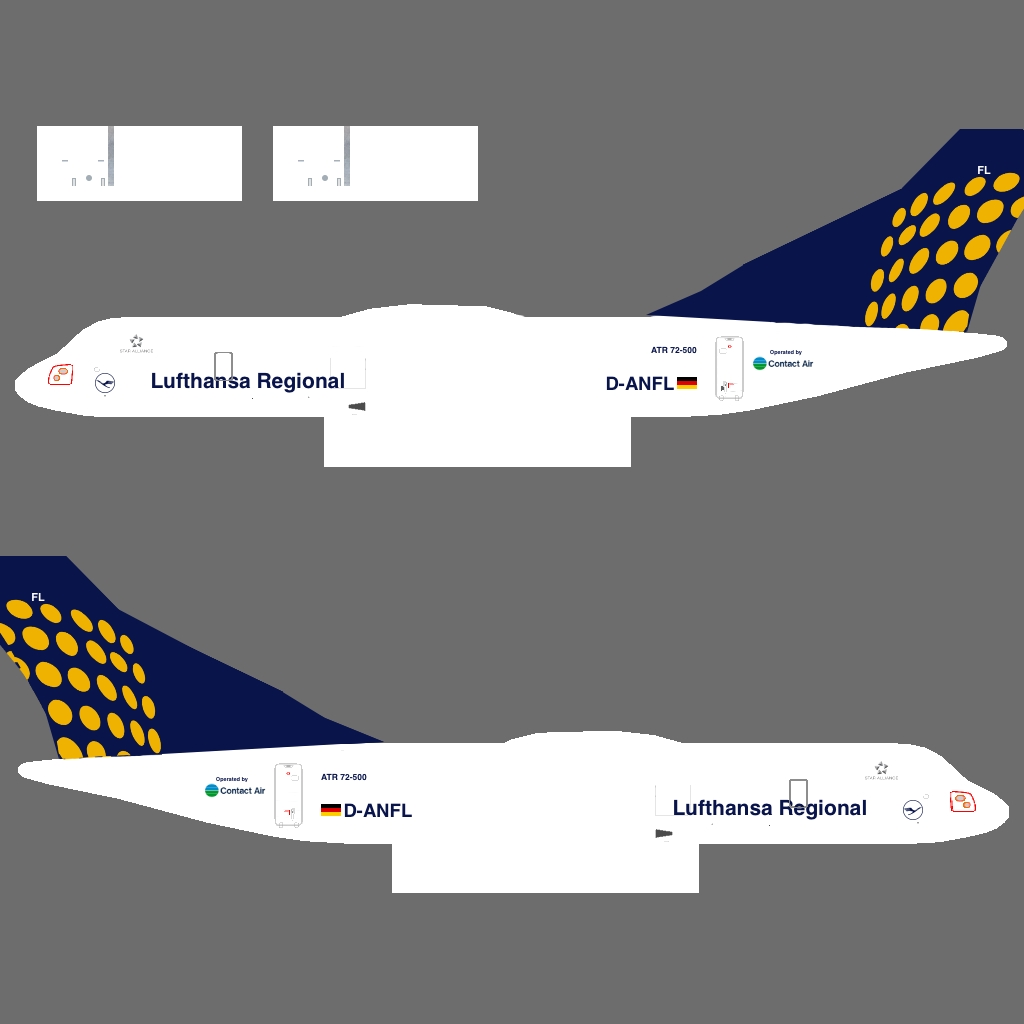 FL
STAR ALLIANCE
ATR 72-500
Operated by
Contact Air
Lufthansa Regional
D-ANFL
FL
Operated by
Contact Air
ATR 72-500
STAR ALLIANCE
D-ANFL
Lufthansa Regional